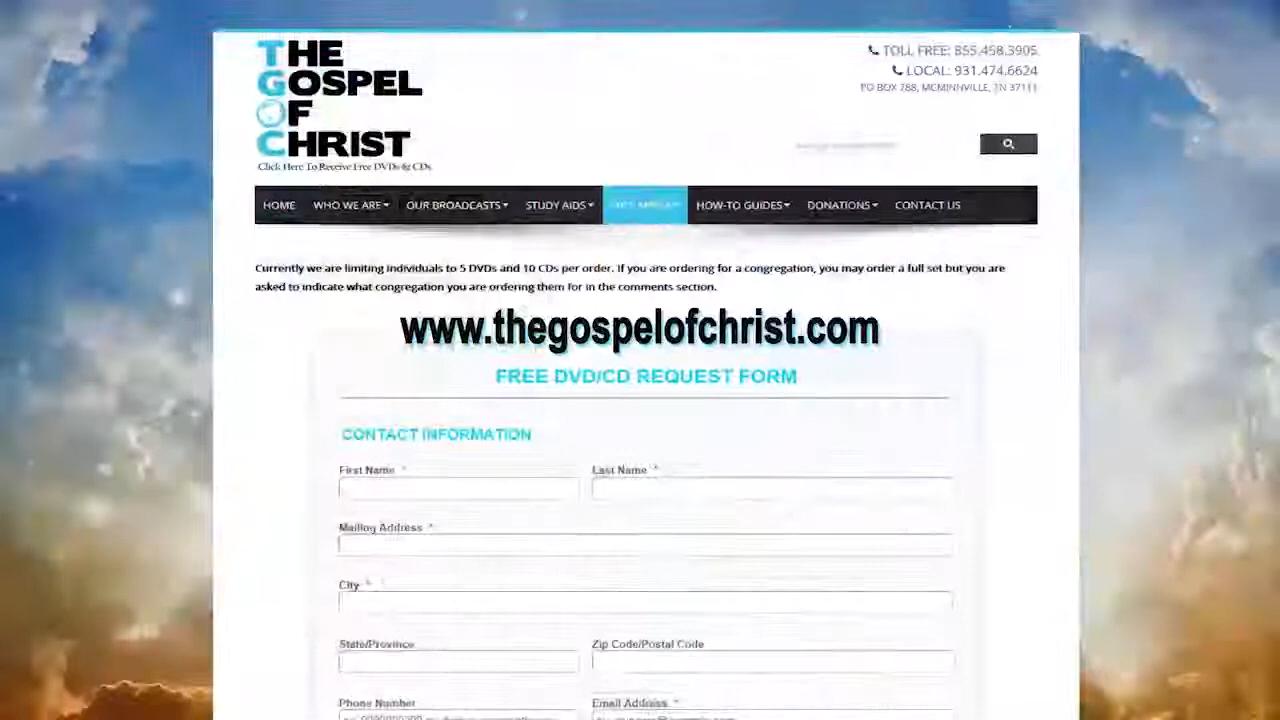 THE
GOSPEL
OF
CHRIST
Click Here To Receive Free DVDs & CDs
TOLL FREE: 855.458.3905
LOCAL: 931.474.6624
PO BOX 788, MCMINNVILLE, TN 37111
HOME WHO WE ARE OUR BROADCASTS STUDY AIDS HOW-TO GUIDES DONATIONS CONTACT US
Currently we are limiting individuals to 5 DVDs and 10 CDs per order. If you are ordering for a congregation, you may order a full set but you are
asked to indicate what congregation you are ordering them for in the comments section.
www.thegospelofchrist.com
FREE DVD/CD REQUEST FORM
CONTACT INFORMATION
First Name * Last Name *
Mailing Address *
City *
State/Province Zip Code/Postal Code
Phone Number Email Address *